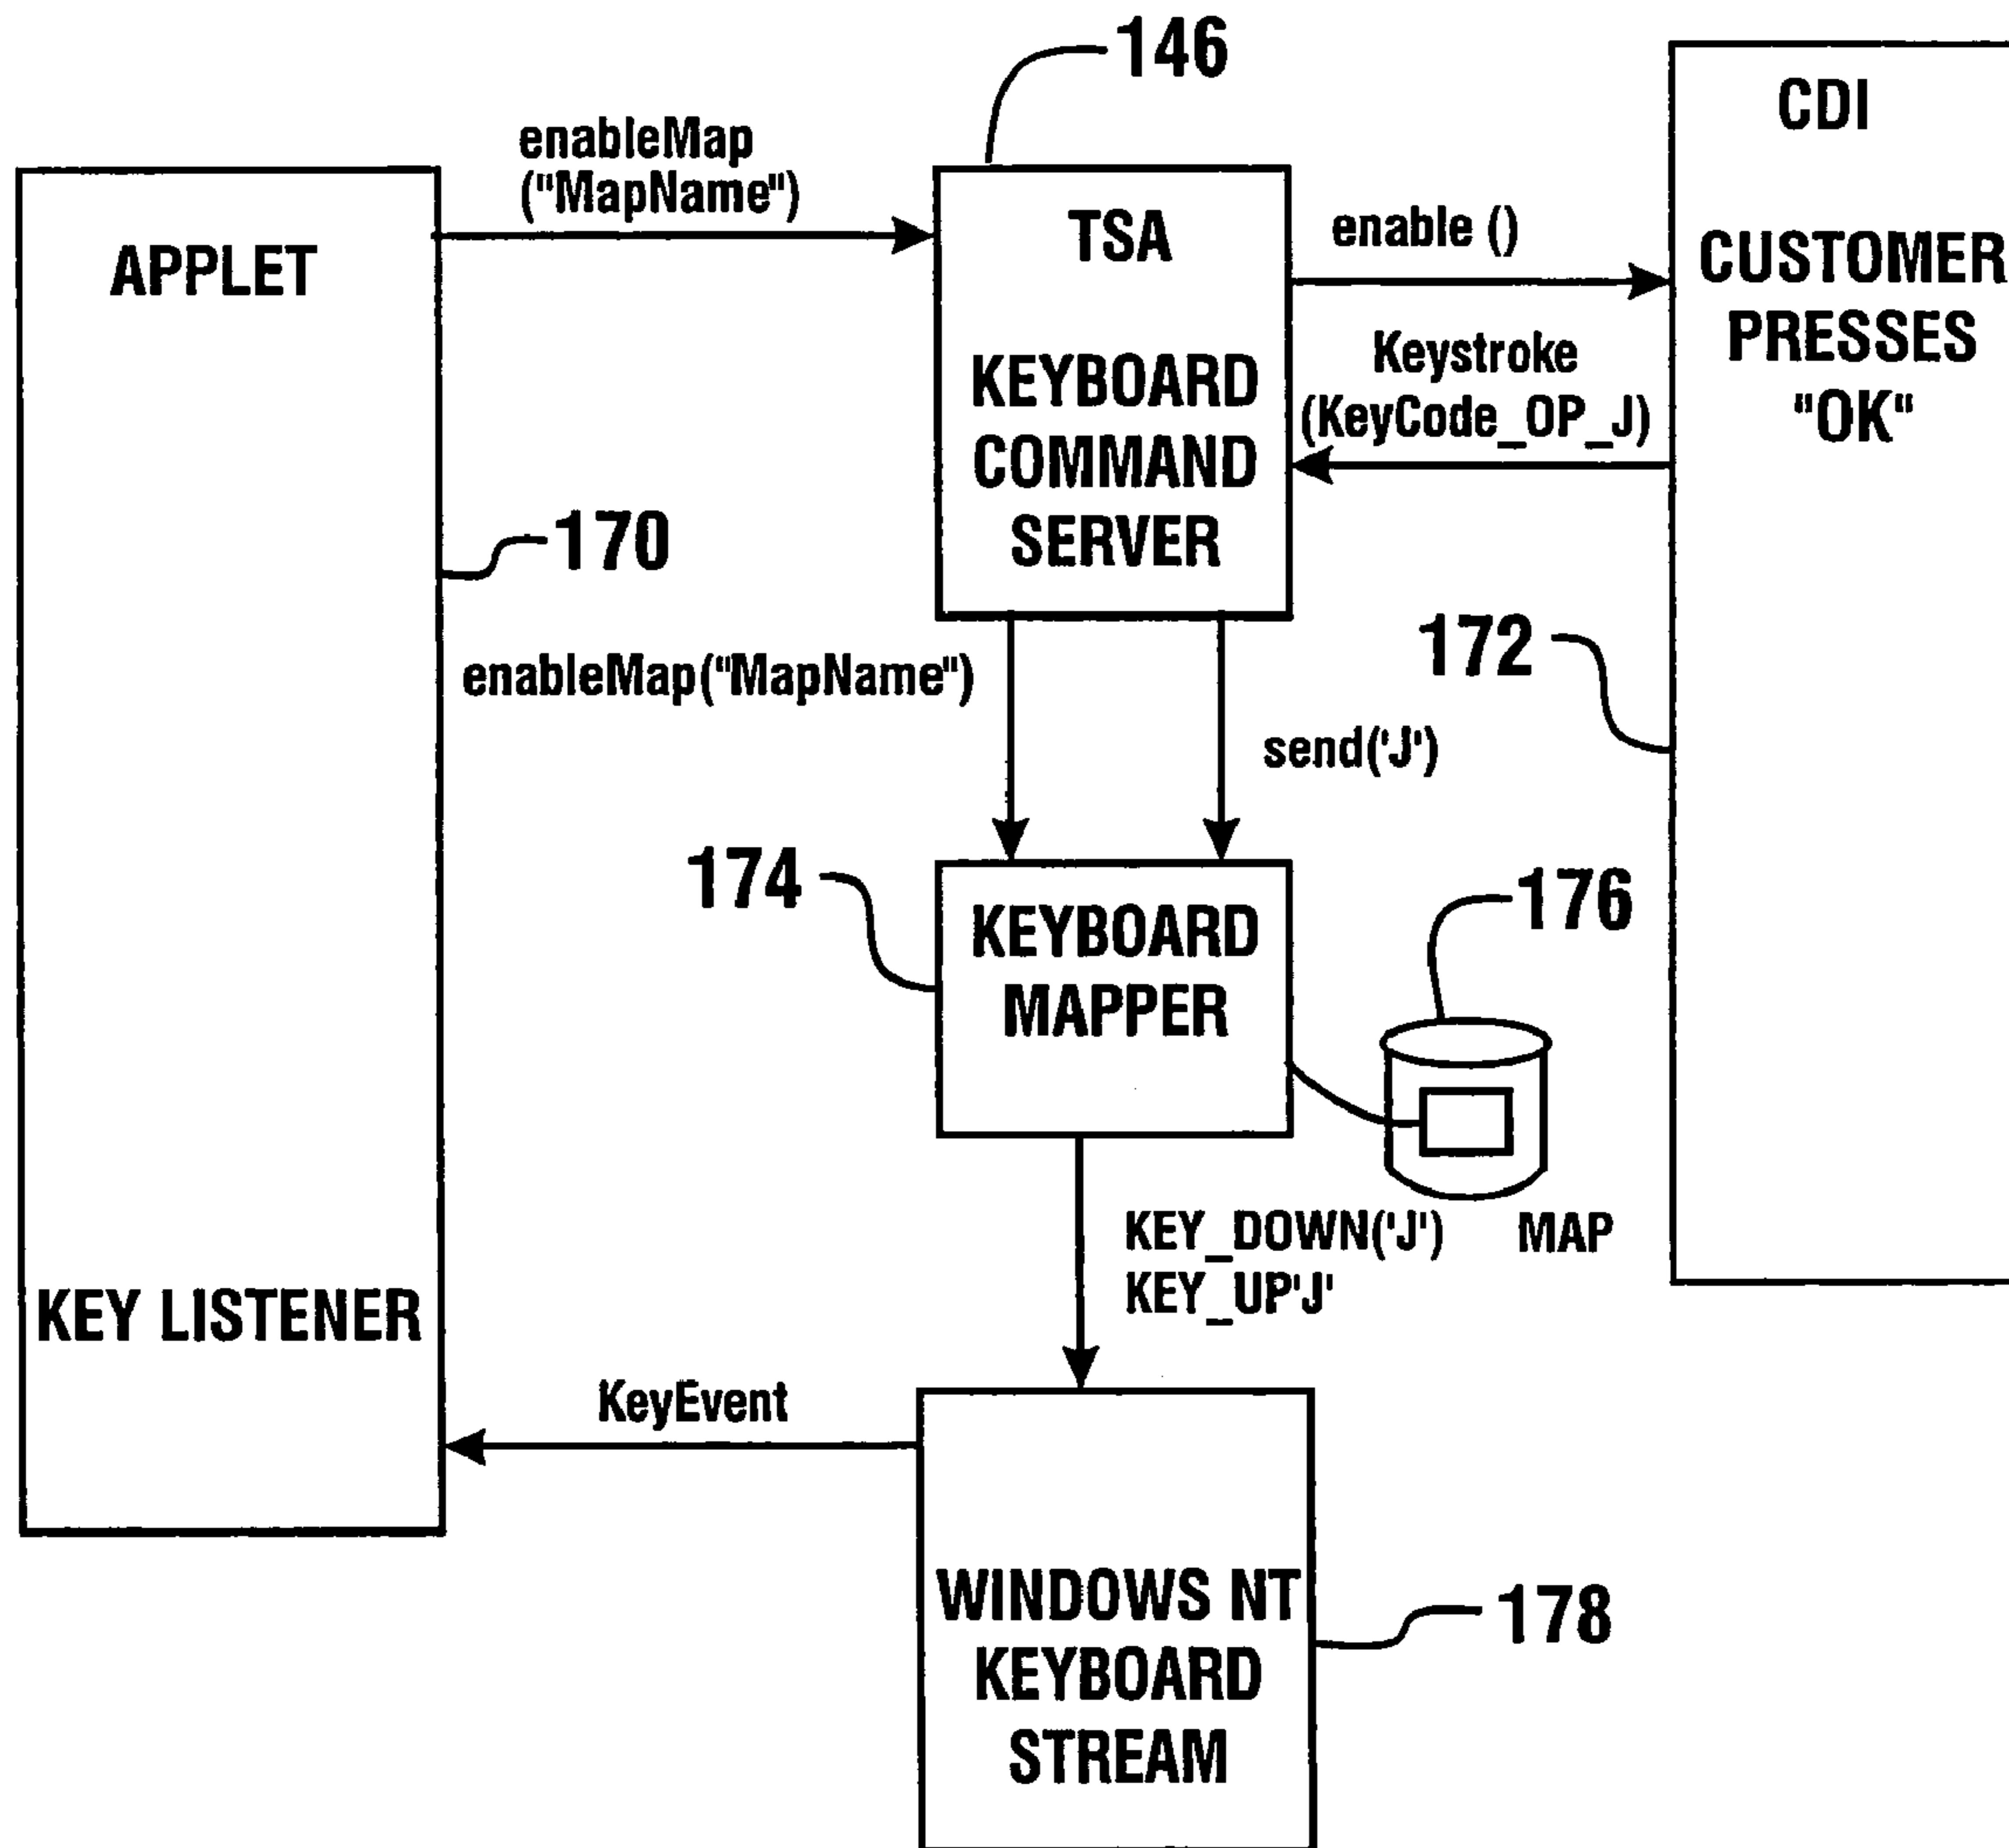 146
CDI
enableMap
("MapName")
APPLET
TSA
enable ()
CUSTOMER
PRESSES
"OK"
KEYBOARD
COMMAND
SERVER
Keystroke
(KeyCode_OP_J)
170
172
enableMap("MapName")
send('J')
174
KEYBOARD
MAPPER
176
KEY_DOWN('J')
KEY_UP'J'
MAP
KEY LISTENER
KeyEvent
WINDOWS NT
KEYBOARD
STREAM
178